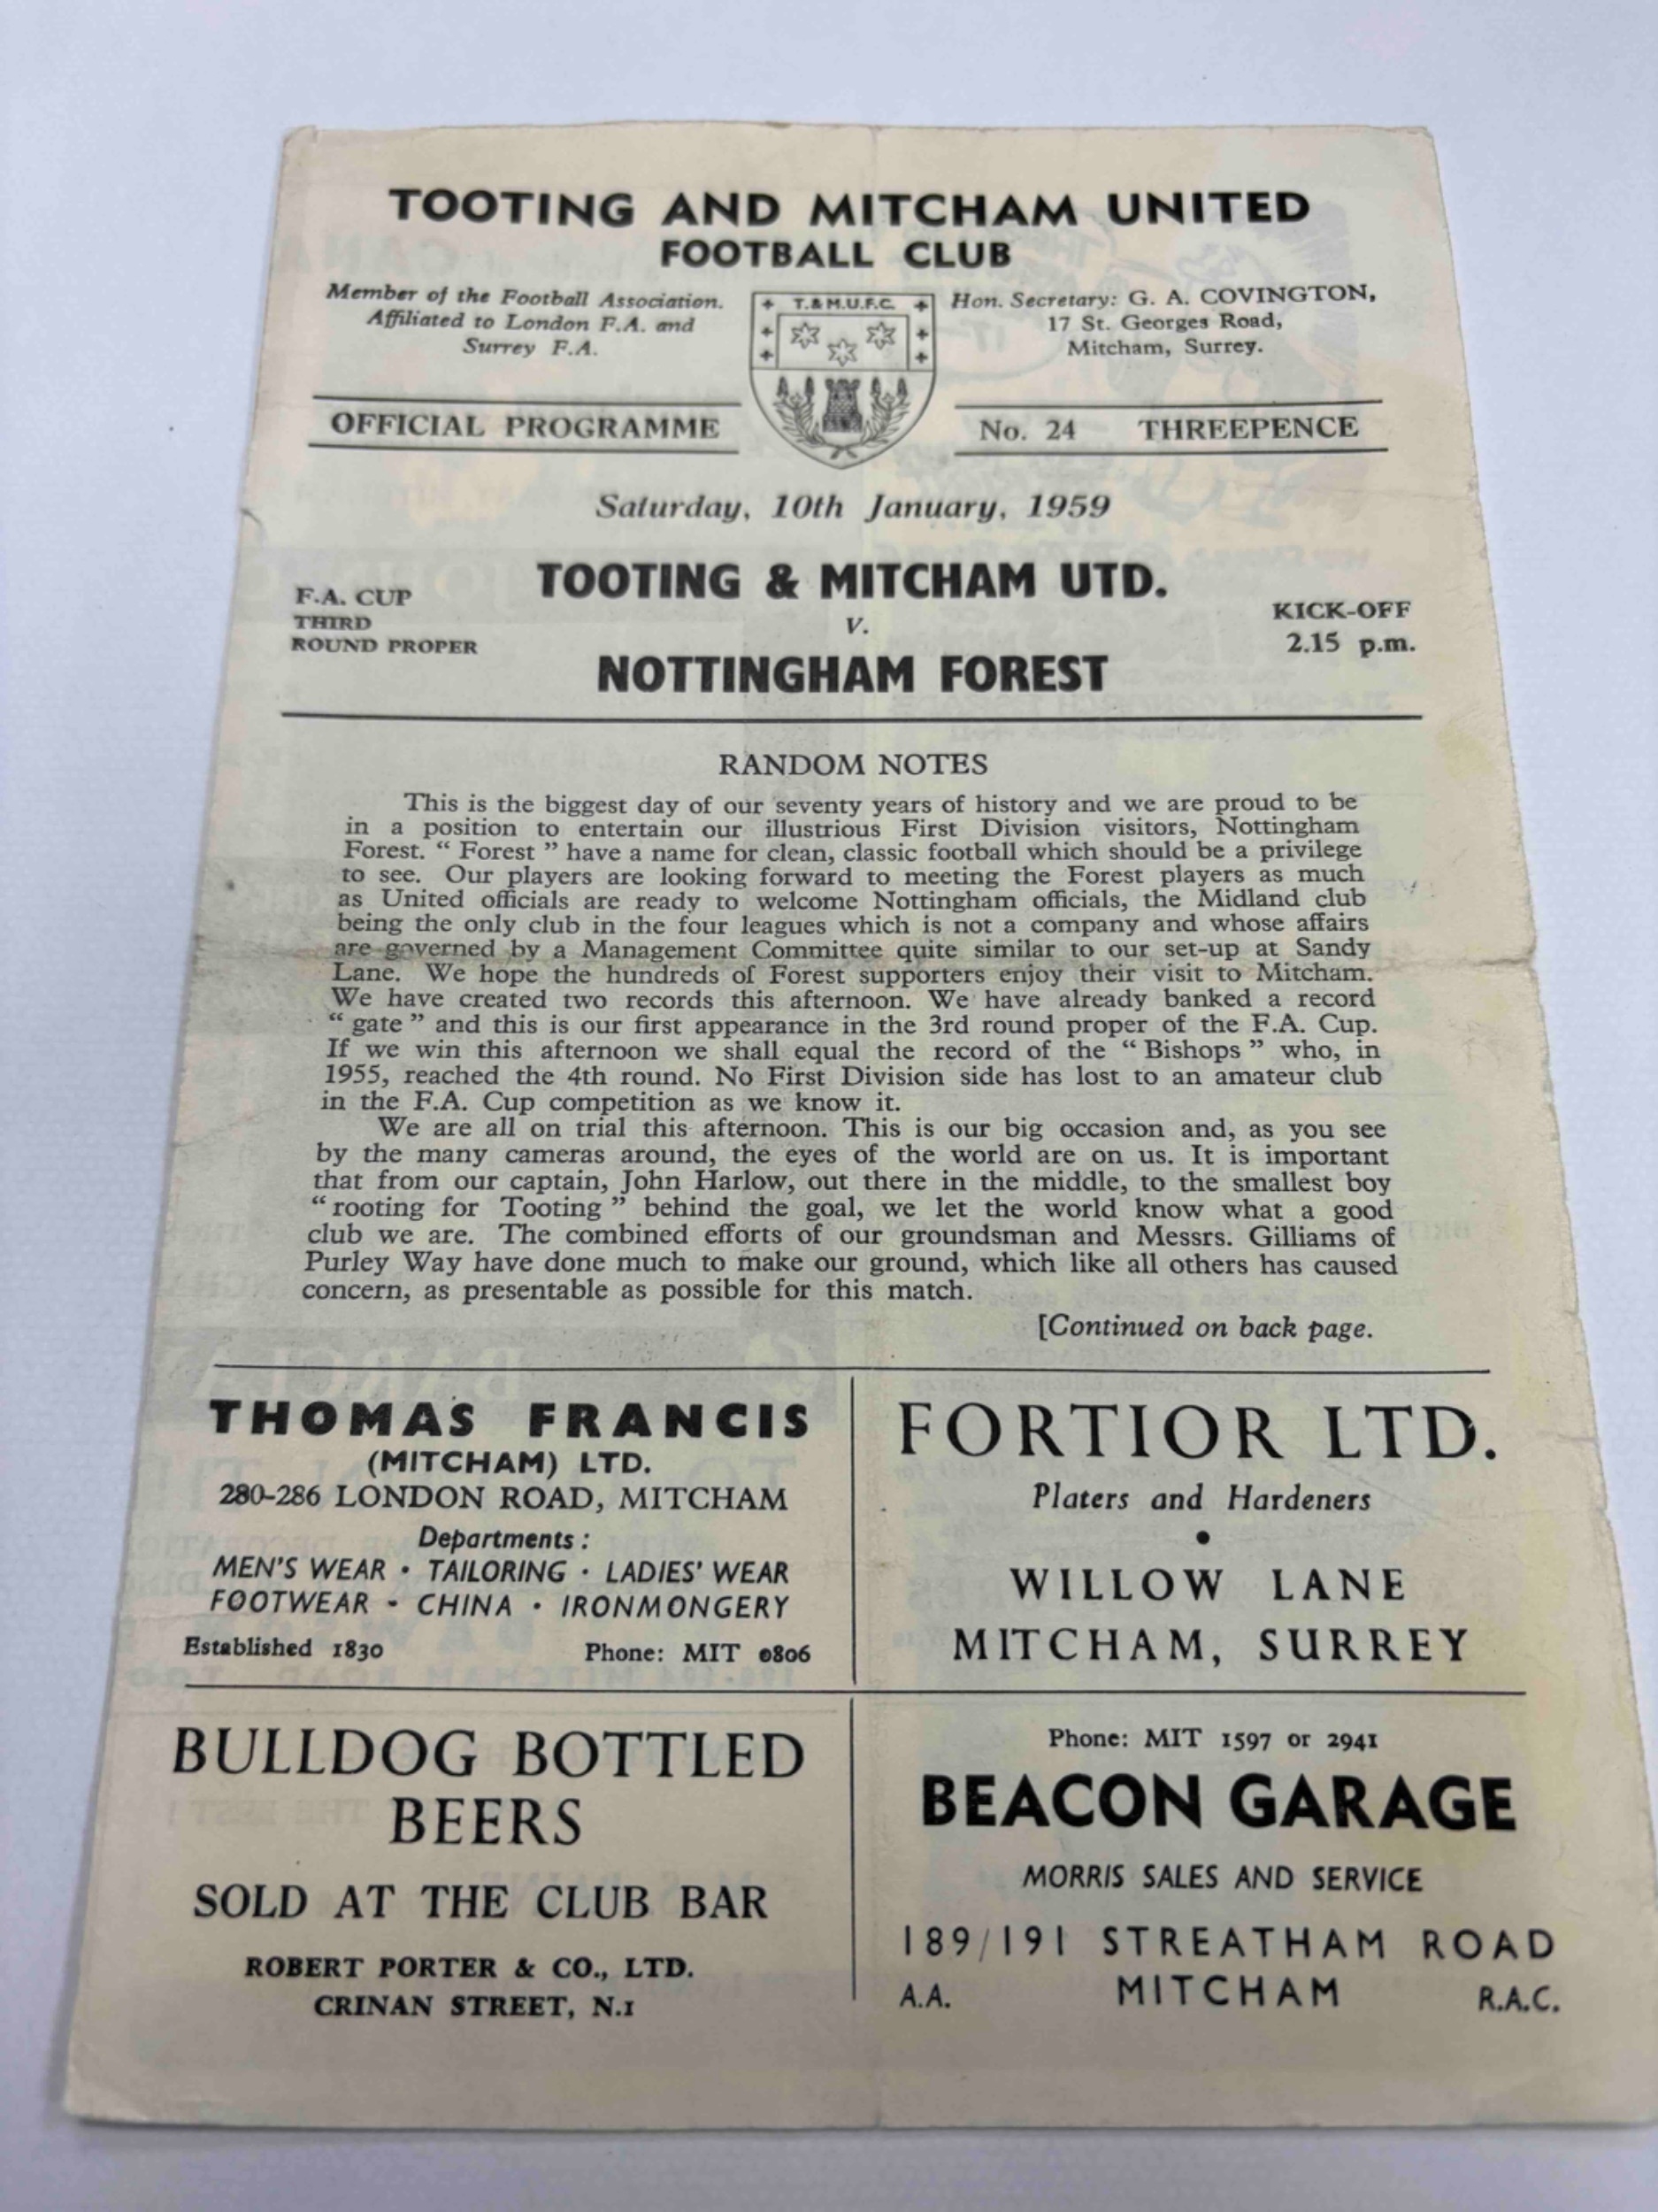 TOOTING AND MITCHAM UNITED
FOOTBALL CLUB
Member of the Football Association.
Affiliated to London F.A. and
Surrey F.A.
T.&M.U.F.C.
Hon. Secretary: G. A. COVINGTON,
17 St. Georges Road,
Mitcham, Surrey.
OFFICIAL PROGRAMME
No. 24 THREEPENCE
Saturday, 10th January, 1959
F.A. CUP
THIRD
ROUND PROPER
TOOTING & MITCHAM UTD.
v.
NOTTINGHAM FOREST
KICK-OFF
2.15 p.m.
RANDOM NOTES
This is the biggest day of our seventy years of history and we are proud to be
in a position to entertain our illustrious First Division visitors, Nottingham
Forest. “ Forest ” have a name for clean, classic football which should be a privilege
to see. Our players are looking forward to meeting the Forest players as much
as United officials are ready to welcome Nottingham officials, the Midland club
being the only club in the four leagues which is not a company and whose affairs
are governed by a Management Committee quite similar to our set-up at Sandy
Lane. We hope the hundreds of Forest supporters enjoy their visit to Mitcham.
We have created two records this afternoon. We have already banked a record
“ gate ” and this is our first appearance in the 3rd round proper of the F.A. Cup.
If we win this afternoon we shall equal the record of the “ Bishops ” who, in
1955, reached the 4th round. No First Division side has lost to an amateur club
in the F.A. Cup competition as we know it.
We are all on trial this afternoon. This is our big occasion and, as you see
by the many cameras around, the eyes of the world are on us. It is important
that from our captain, John Harlow, out there in the middle, to the smallest boy
“ rooting for Tooting ” behind the goal, we let the world know what a good
club we are. The combined efforts of our groundsman and Messrs. Gilliams of
Purley Way have done much to make our ground, which like all others has caused
concern, as presentable as possible for this match.
[Continued on back page.
THOMAS FRANCIS
(MITCHAM) LTD.
280-286 LONDON ROAD, MITCHAM
Departments :
MEN'S WEAR · TAILORING · LADIES' WEAR
FOOTWEAR - CHINA · IRONMONGERY
Established 1830 Phone: MIT 0806
FORTIOR LTD.
Platers and Hardeners
•
WILLOW LANE
MITCHAM, SURREY
BULLDOG BOTTLED
BEERS
SOLD AT THE CLUB BAR
ROBERT PORTER & CO., LTD.
CRINAN STREET, N.1
Phone: MIT 1597 or 2941
BEACON GARAGE
MORRIS SALES AND SERVICE
189/191 STREATHAM ROAD
A.A. MITCHAM R.A.C.